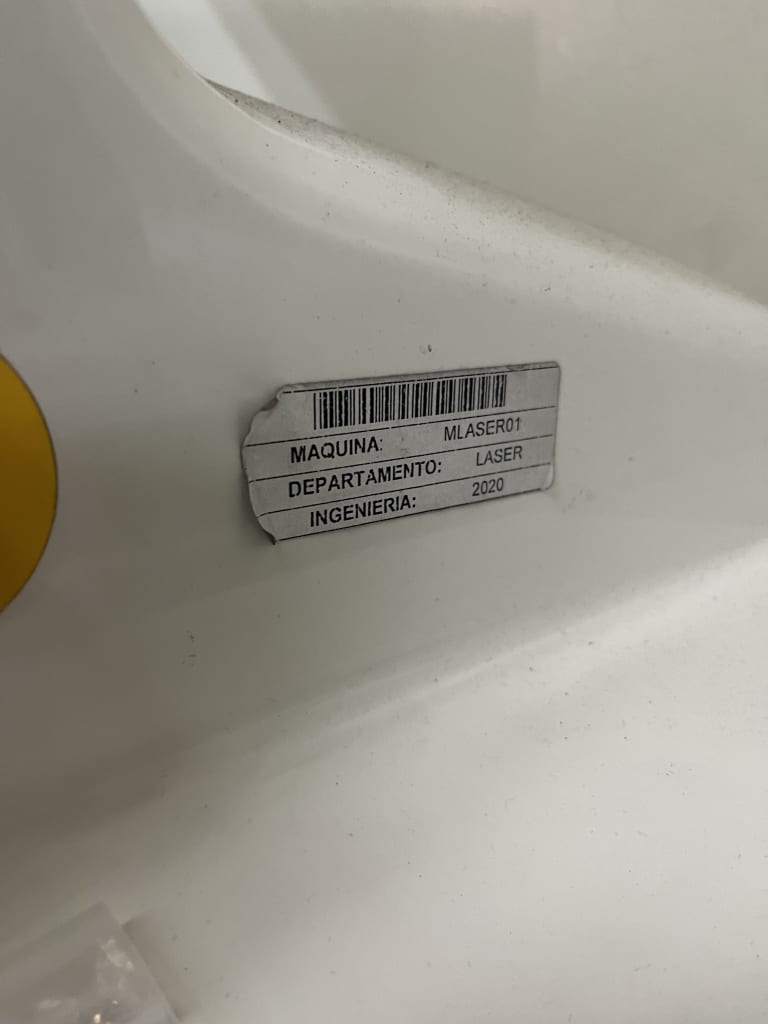 MAQUINA: MLASER01
DEPARTAMENTO: LASER
INGENIERIA: 2020